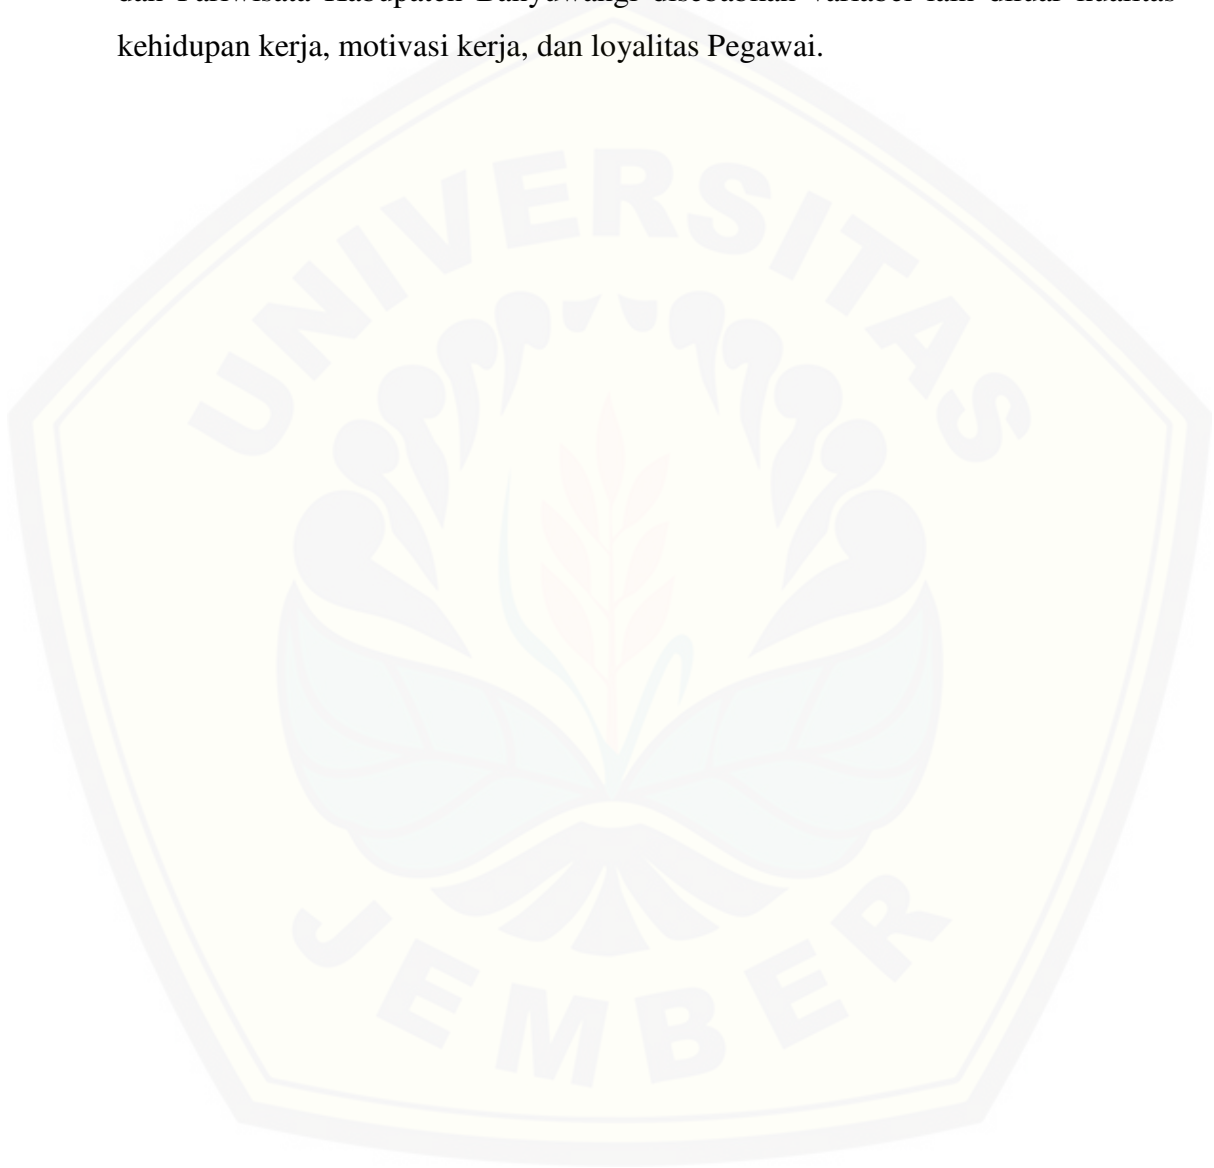 dan Pariwisata Kabupaten Banyuwangi disebabkan variabel lain diluar kualitas
kehidupan kerja, motivasi kerja, dan loyalitas Pegawai.
UNIVERSITAS
JEMBER